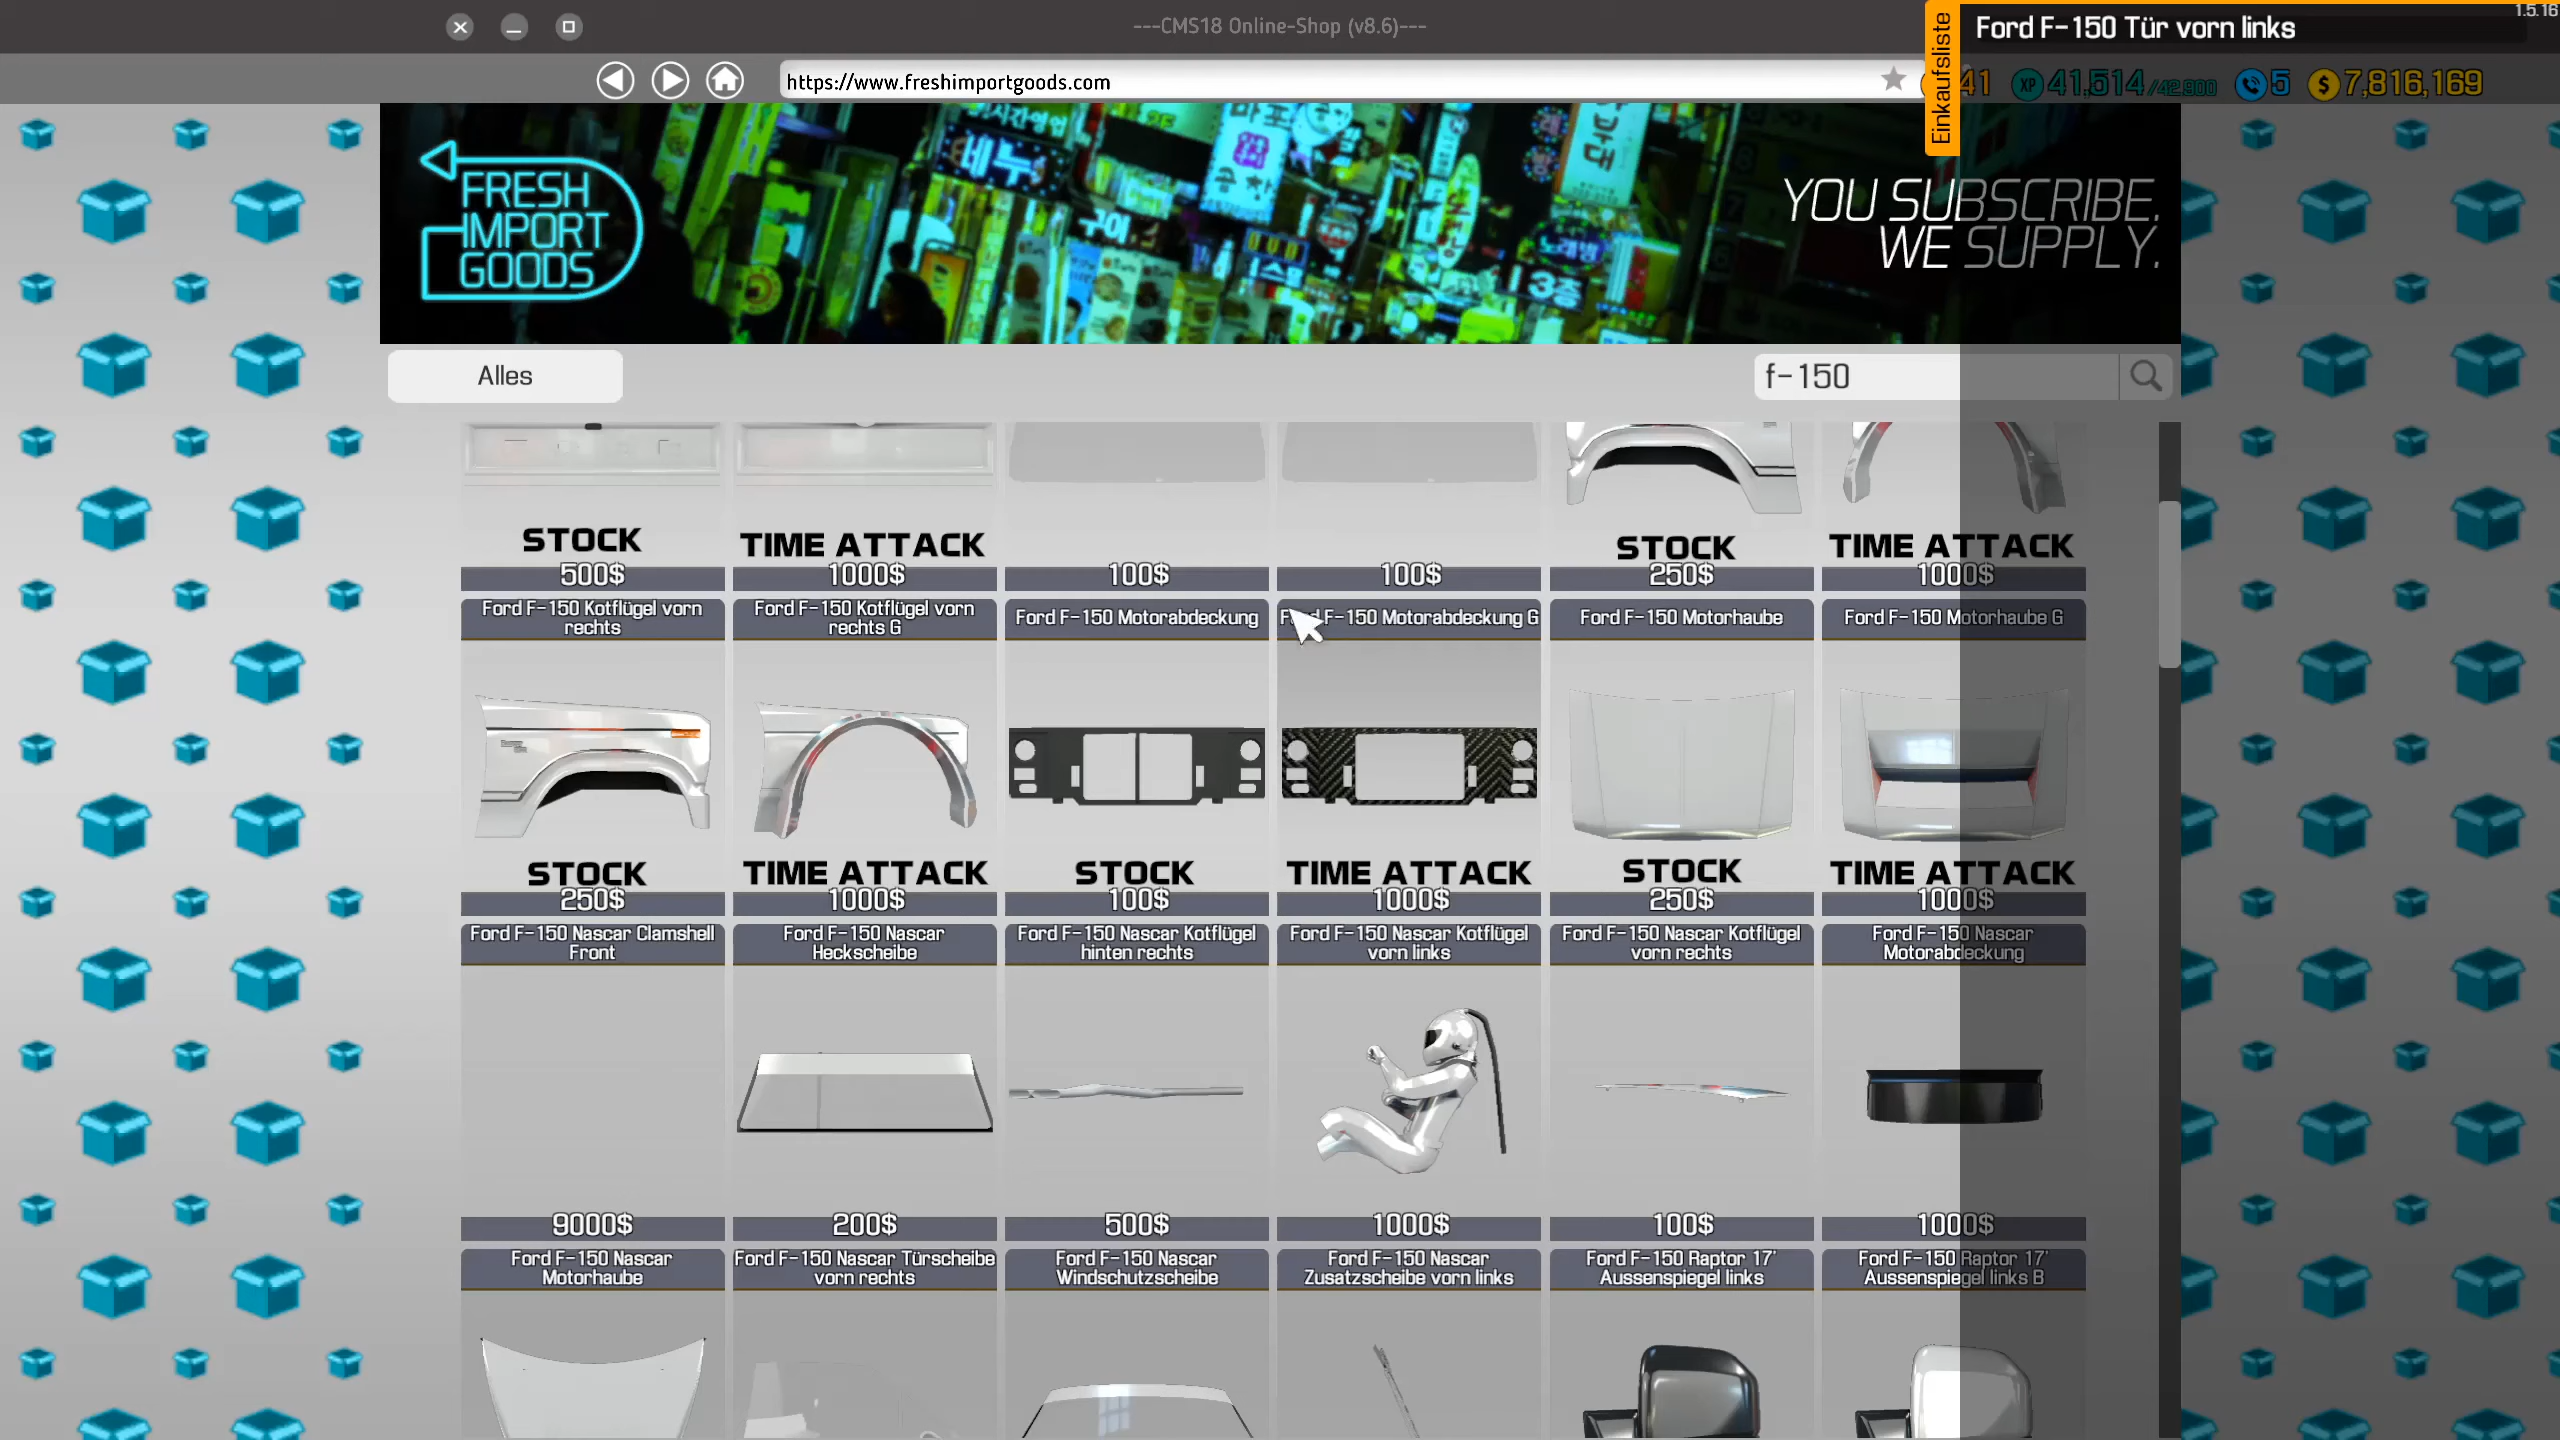 ---CMS18 Online-Shop (v8.6)---
1.5.16
Ford F-150 Tür vorn links
Einkaufsliste
https://www.freshimportgoods.com
41
XP
41,514/42,900
5
$
7,816,169
FRESH
IMPORT
GOODS
YOU SUBSCRIBE.
WE SUPPLY.
Alles
f-150
STOCK
TIME ATTACK
STOCK
TIME ATTACK
500$
1000$
100$
100$
250$
1000$
Ford F-150 Kotflügel vorn
rechts
Ford F-150 Kotflügel vorn
rechts G
Ford F-150 Motorabdeckung
F-150 Motorabdeckung G
Ford F-150 Motorhaube
Ford F-150 Motorhaube G
STOCK
TIME ATTACK
STOCK
TIME ATTACK
STOCK
TIME ATTACK
250$
1000$
100$
1000$
250$
1000$
Ford F-150 Nascar Clamshell
Front
Ford F-150 Nascar
Heckscheibe
Ford F-150 Nascar Kotflügel
hinten rechts
Ford F-150 Nascar Kotflügel
vorn links
Ford F-150 Nascar Kotflügel
vorn rechts
Ford F-150 Nascar
Motorabdeckung
9000$
200$
500$
1000$
100$
1000$
Ford F-150 Nascar
Motorhaube
Ford F-150 Nascar Türscheibe
vorn rechts
Ford F-150 Nascar
Windschutzscheibe
Ford F-150 Nascar
Zusatzscheibe vorn links
Ford F-150 Raptor 17'
Aussenspiegel links
Ford F-150 Raptor 17'
Aussenspiegel links B